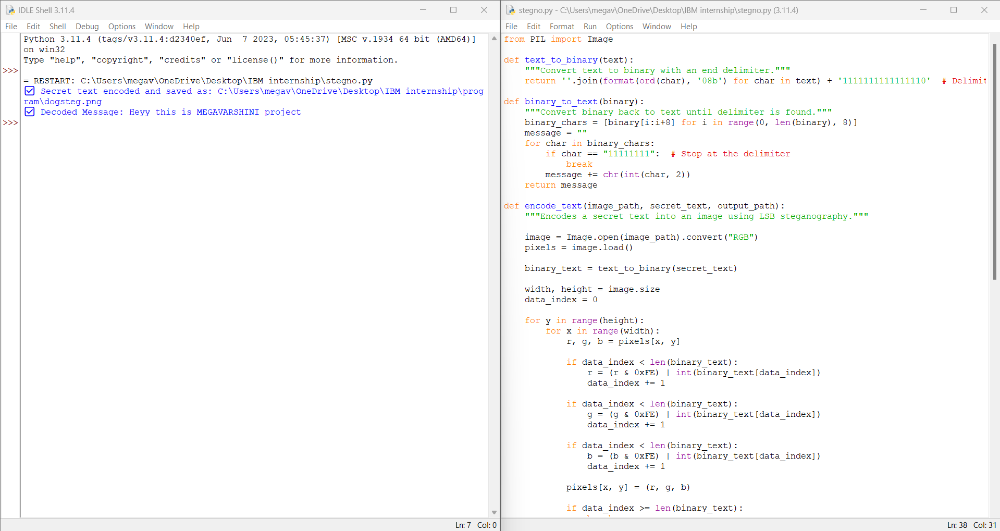 IDLE Shell 3.11.4
File Edit Shell Debug Options Window Help
Python 3.11.4 (tags/v3.11.4:d2340ef, Jun  7 2023, 05:45:37) [MSC v.1934 64 bit (AMD64)]
on win32
Type "help", "copyright", "credits" or "license()" for more information.
>>>
= RESTART: C:\Users\megav\OneDrive\Desktop\IBM internship\stegno.py
Secret text encoded and saved as: C:\Users\megav\OneDrive\Desktop\IBM internship\prog
ram\dogsteg.png
Decoded Message: Heyy this is MEGAVARSHINI project
>>>
Ln: 7 Col: 0
stegno.py - C:\Users\megav\OneDrive\Desktop\IBM internship\stegno.py (3.11.4)
File Edit Format Run Options Window Help
from PIL import Image
def text_to_binary(text):
    """Convert text to binary with an end delimiter."""
    return ''.join(format(ord(char), '08b') for char in text) + '1111111111111110'  # Delimit
def binary_to_text(binary):
    """Convert binary back to text until delimiter is found."""
    binary_chars = [binary[i:i+8] for i in range(0, len(binary), 8)]
    message = ""
    for char in binary_chars:
        if char == "11111111":  # Stop at the delimiter
            break
        message += chr(int(char, 2))
    return message
def encode_text(image_path, secret_text, output_path):
    """Encodes a secret text into an image using LSB steganography."""
    image = Image.open(image_path).convert("RGB")
    pixels = image.load()
    binary_text = text_to_binary(secret_text)
    width, height = image.size
    data_index = 0
    for y in range(height):
        for x in range(width):
            r, g, b = pixels[x, y]
            if data_index < len(binary_text):
                r = (r & 0xFE) | int(binary_text[data_index])
                data_index += 1
            if data_index < len(binary_text):
                g = (g & 0xFE) | int(binary_text[data_index])
                data_index += 1
            if data_index < len(binary_text):
                b = (b & 0xFE) | int(binary_text[data_index])
                data_index += 1
            pixels[x, y] = (r, g, b)
            if data_index >= len(binary_text):
Ln: 38 Col: 31